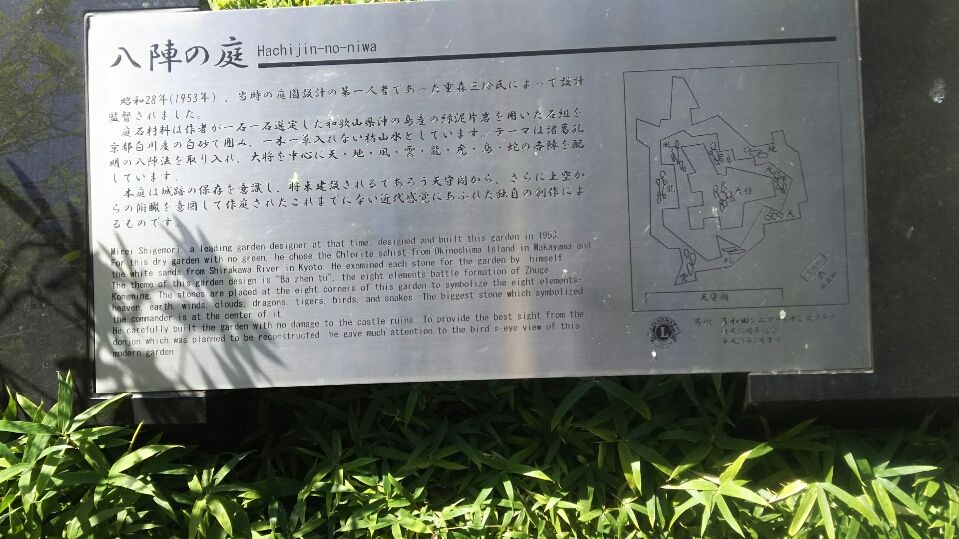 八陣の庭 Hachijin-no-niwa
昭和28年(1953年)、当時の庭園設計の第一人者であった重森三玲氏によって設計
監督されました。
庭石材料は作者が一石一石選定した和歌山県沖の島産の緑泥片岩を用いた石組を
京都白川産の白砂で囲み、一木一草入れない枯山水としています。テーマは諸葛孔
明の八陣法を取り入れ、大将を中心に天・地・風・雲・龍・虎・鳥・蛇の各陣を配
しています。
本庭は城跡の保存を意識し、将来建設されるであろう天守閣から、さらに上空か
らの俯瞰を意図して作庭されたこれまでにない近代感覚にあふれた独自の創作によ
るものです。
Mirei Shigemori, a leading garden designer at that time, designed and built this garden in 1953.
For this dry garden with no green, he chose the Chlorite schist from Okinoshima Island in Wakayama and
the white sands from Shirakawa River in Kyoto. He examined each stone for the garden by himself.
The theme of this garden design is "Ba zhen tu", the eight elements battle formation of Zhuge
Kongming. The stones are placed at the eight corners of this garden to symbolize the eight elements-
heaven, earth, winds, clouds, dragons, tigers, birds, and snakes. The biggest stone which symbolized
the commander is at the center of it.
He carefully built the garden with no damage to the castle ruins. To provide the best sight from the
donjon which was planned to be reconstructed, he gave much attention to the bird's-eye view of this
modern garden.
大将
天守閣